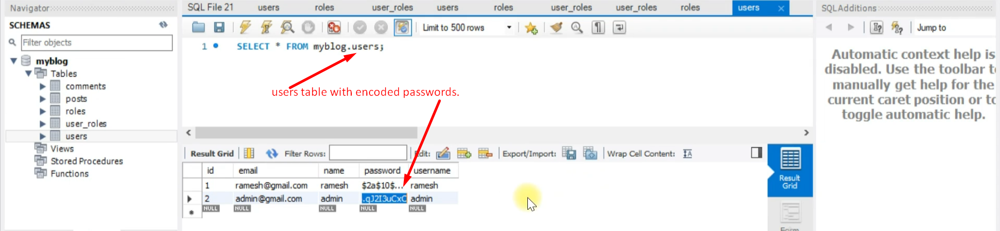 Navigator
SCHEMAS
Filter objects
myblog
Tables
comments
posts
roles
user_roles
users
Views
Stored Procedures
Functions
SQL File 21 users roles user_roles users roles user_roles user_roles roles users
Limit to 500 rows
1 SELECT * FROM myblog.users;
users table with encoded passwords.
Result Grid Filter Rows: Edit: Export/Import: Wrap Cell Content:
id email name password username
1 ramesh@gmail.com ramesh $2a$10$... ramesh
2 admin@gmail.com admin .qJ2I3uCxC admin
NULL NULL NULL NULL NULL
Result
Grid
Form
SQLAdditions
Jump to
Automatic context help is
disabled. Use the toolbar to
manually get help for the
current caret position or to
toggle automatic help.